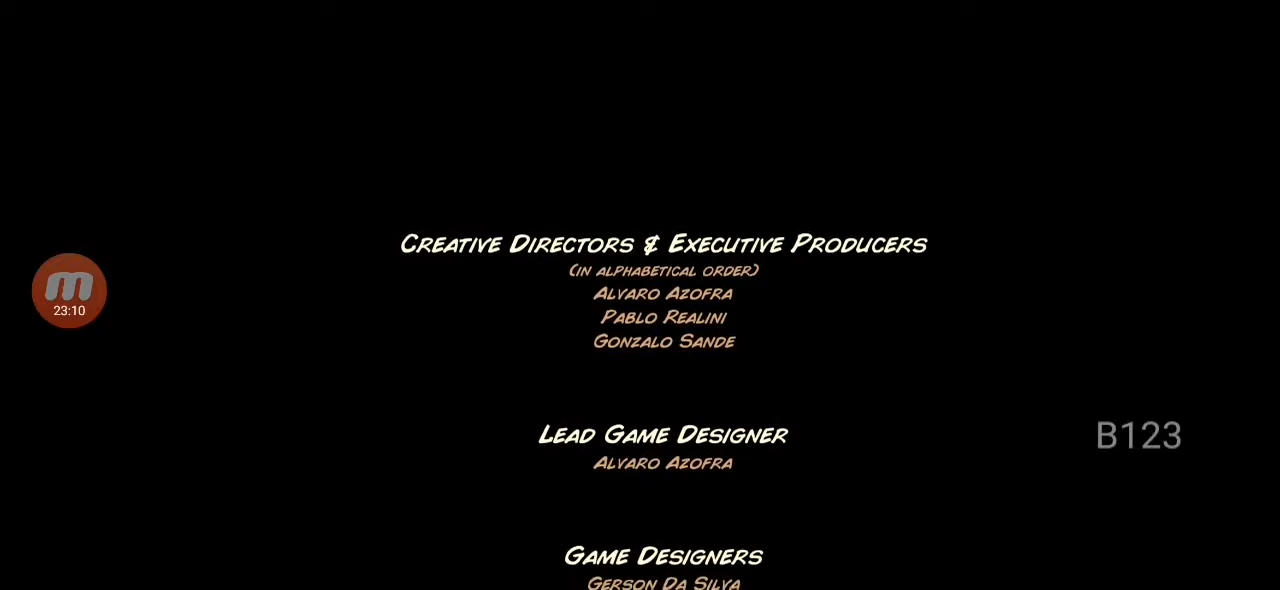 CREATIVE DIRECTORS & EXECUTIVE PRODUCERS
(IN ALPHABETICAL ORDER)
ALVARO AZOFRA
PABLO REALINI
GONZALO SANDE
m
23:10
LEAD GAME DESIGNER
ALVARO AZOFRA
B123
GAME DESIGNERS
GERSON DA SILVA